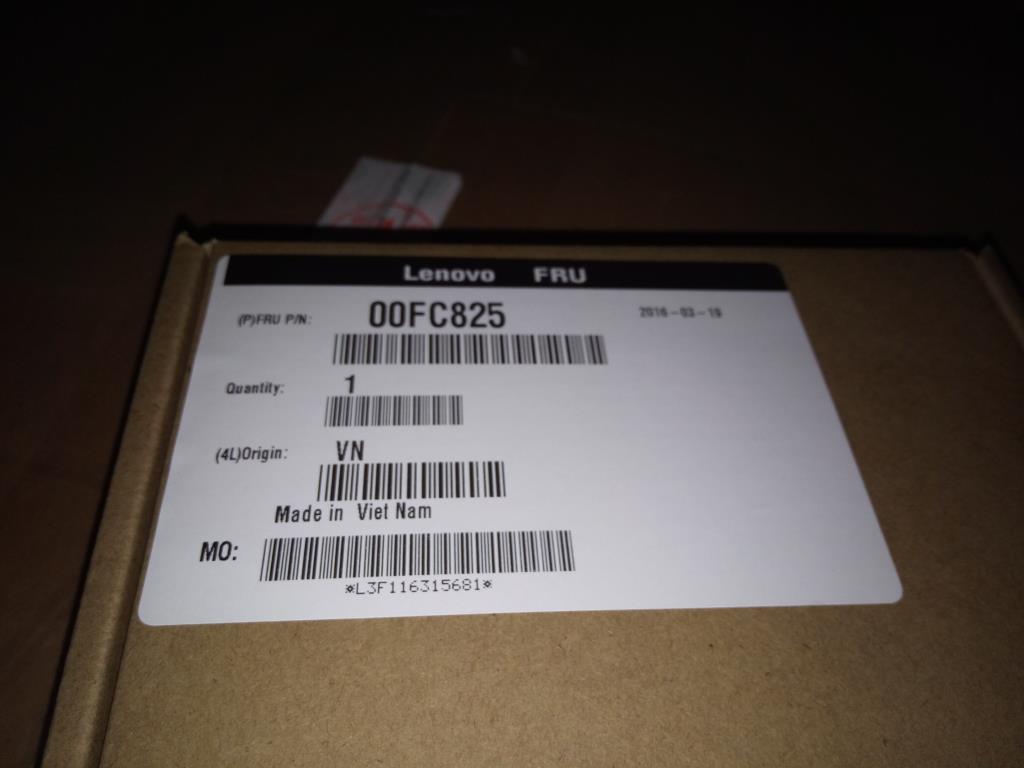 Lenovo FRU
(P)FRU P/N: 00FC825 2016-03-19
Quantity: 1
(4L)Origin: VN
Made in Viet Nam
MO:
*L3F116315681*